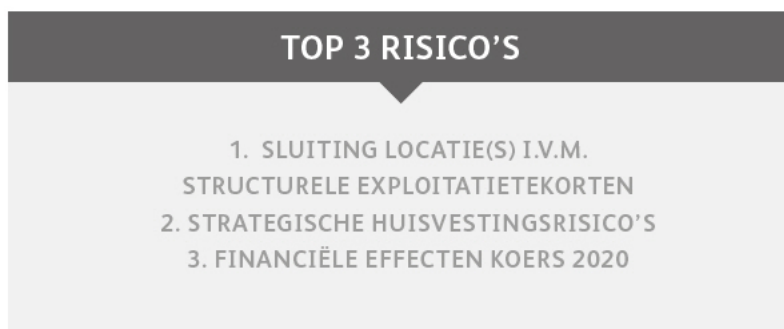 TOP 3 RISICO’S
1. SLUITING LOCATIE(S) I.V.M.
STRUCTURELE EXPLOITATIETEKORTEN
2. STRATEGISCHE HUISVESTINGSRISICO’S
3. FINANCIËLE EFFECTEN KOERS 2020